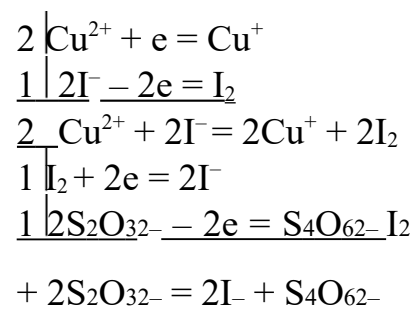 2 Cu²⁺ + e = Cu⁺
1 2I⁻ – 2e = I₂
2 Cu²⁺ + 2I⁻ = 2Cu⁺ + 2I₂
1 I₂ + 2e = 2I⁻
1 2S₂O₃₂₋ – 2e = S₄O₆₂₋ I₂
+ 2S₂O₃₂₋ = 2I₋ + S₄O₆₂₋